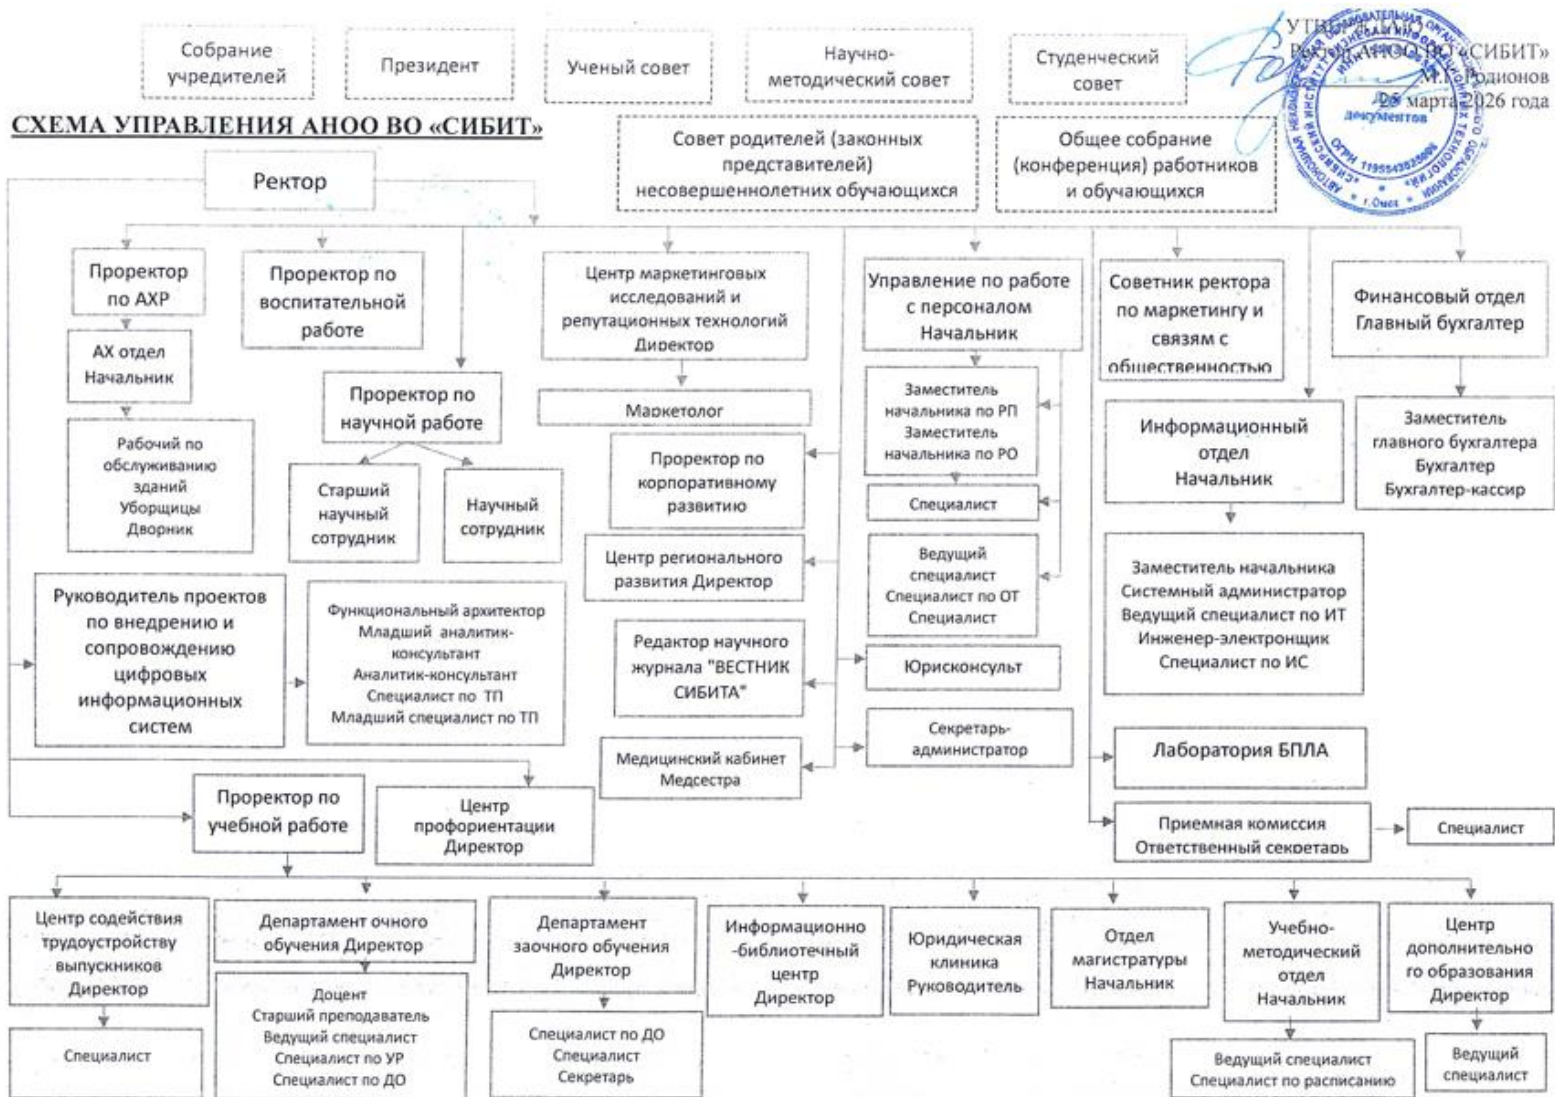 Собрание
учредителей
Президент
Ученый совет
Научно-
методический совет
Студенческий
совет
Ректор АНОО ВО «СИБИТ»
М.Г. Родионов
25 марта 2026 года
документов
ОГРН 1195543035006
г.Омск
СХЕМА УПРАВЛЕНИЯ АНОО ВО «СИБИТ»
Совет родителей (законных
представителей)
несовершеннолетних обучающихся
Общее собрание
(конференция) работников
и обучающихся
Ректор
Проректор
по АХР
Проректор по
воспитательной
работе
Центр маркетинговых
исследований и
репутационных технологий
Директор
Управление по работе
с персоналом
Начальник
Советник ректора
по маркетингу и
связям с
общественностью
Финансовый отдел
Главный бухгалтер
АХ отдел
Начальник
Проректор по
научной работе
Маркетолог
Заместитель
начальника по РП
Заместитель
начальника по РО
Информационный
отдел
Начальник
Заместитель
главного бухгалтера
Бухгалтер
Бухгалтер-кассир
Рабочий по
обслуживанию
зданий
Уборщицы
Дворник
Старший
научный
сотрудник
Научный
сотрудник
Проректор по
корпоративному
развитию
Специалист
Центр регионального
развития Директор
Ведущий
специалист
Специалист по ОТ
Специалист
Заместитель начальника
Системный администратор
Ведущий специалист по ИТ
Инженер-электронщик
Специалист по ИС
Руководитель проектов
по внедрению и
сопровождению
цифровых
информационных
систем
Функциональный архитектор
Младший аналитик-
консультант
Аналитик-консультант
Специалист по ТП
Младший специалист по ТП
Редактор научного
журнала "ВЕСТНИК
СИБИТА"
Юрисконсульт
Секретарь-
администратор
Медицинский кабинет
Медсестра
Лаборатория БПЛА
Проректор по
учебной работе
Центр
профориентации
Директор
Приемная комиссия
Ответственный секретарь
Специалист
Центр содействия
трудоустройству
выпускников
Директор
Департамент очного
обучения Директор
Департамент
заочного обучения
Директор
Информационно
-библиотечный
центр
Директор
Юридическая
клиника
Руководитель
Отдел
магистратуры
Начальник
Учебно-
методический
отдел
Начальник
Центр
дополнительно
го образования
Директор
Специалист
Доцент
Старший преподаватель
Ведущий специалист
Специалист по УР
Специалист по ДО
Специалист по ДО
Специалист
Секретарь
Ведущий специалист
Специалист по расписанию
Ведущий
специалист